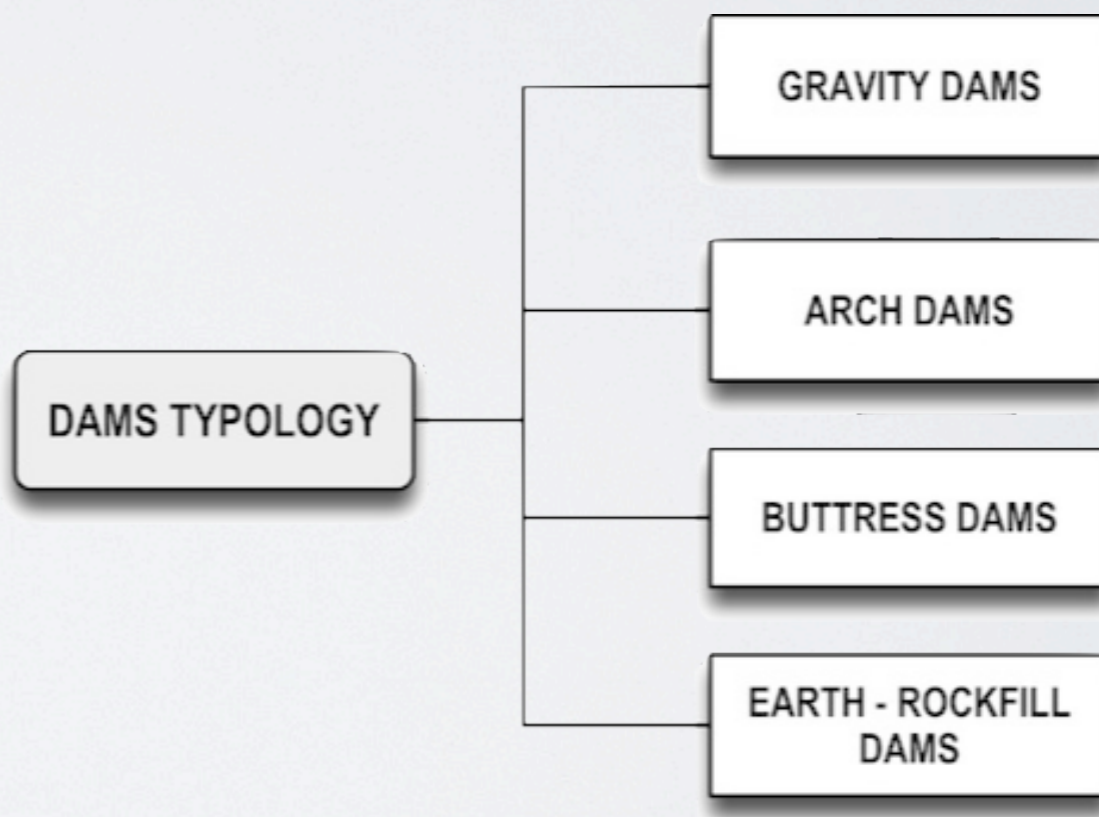 GRAVITY DAMS
ARCH DAMS
DAMS TYPOLOGY
BUTTRESS DAMS
EARTH - ROCKFILL
DAMS